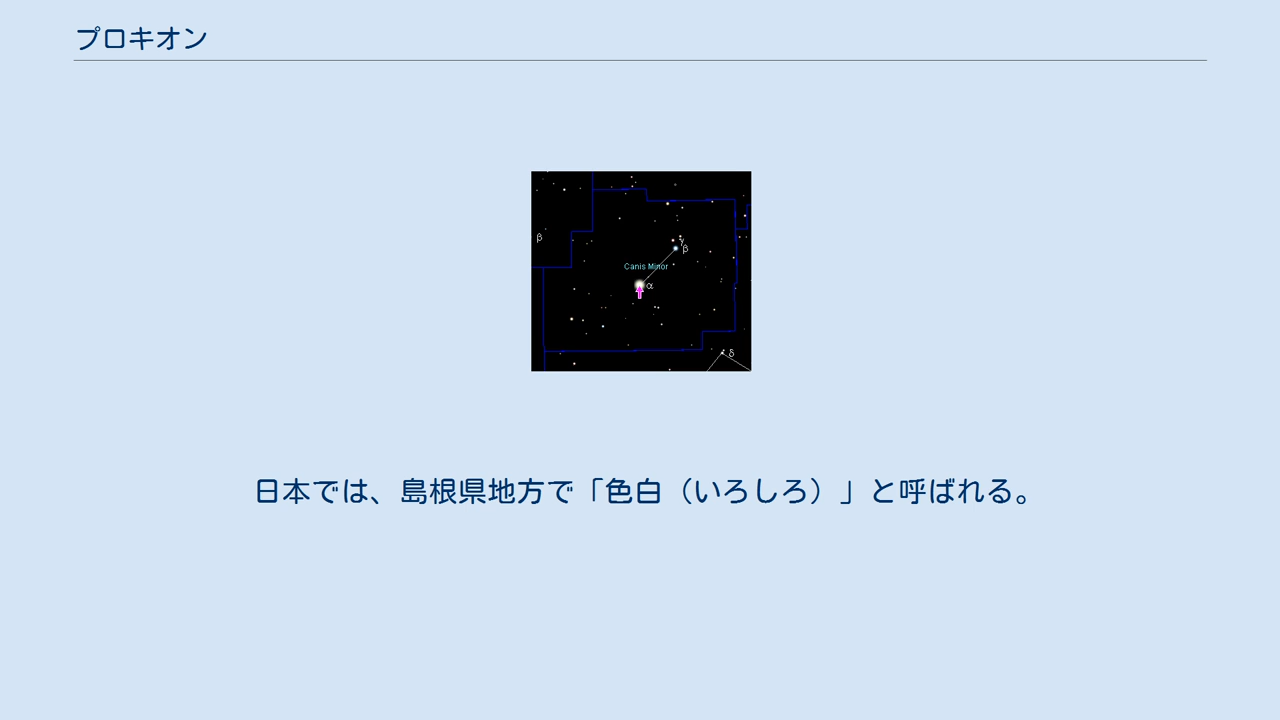 プロキオン
β
γ
β
Canis Minor
α
δ
日本では、島根県地方で「色白（いろしろ）」と呼ばれる。